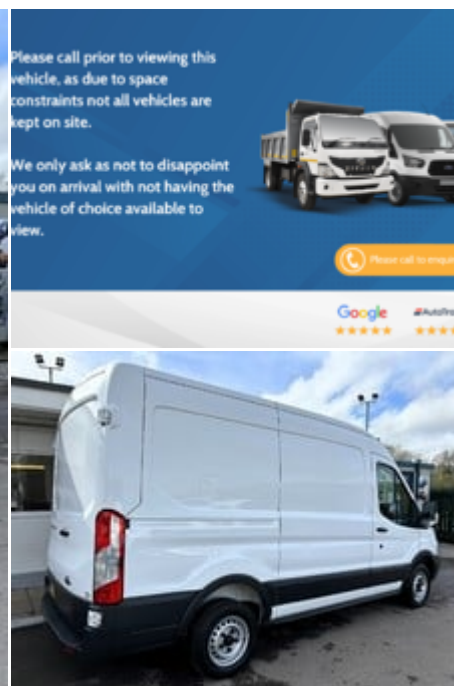 Please call prior to viewing this
vehicle, as due to space
constraints not all vehicles are
kept on site.
We only ask as not to disappoint
you on arrival with not having the
vehicle of choice available to
view.
Please call to enqui
Google
AutoTra